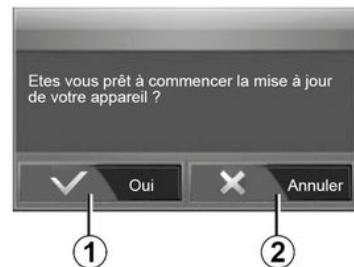 Etes vous prêt à commencer la mise à jour
de votre appareil ?
Oui
Annuler
1
2